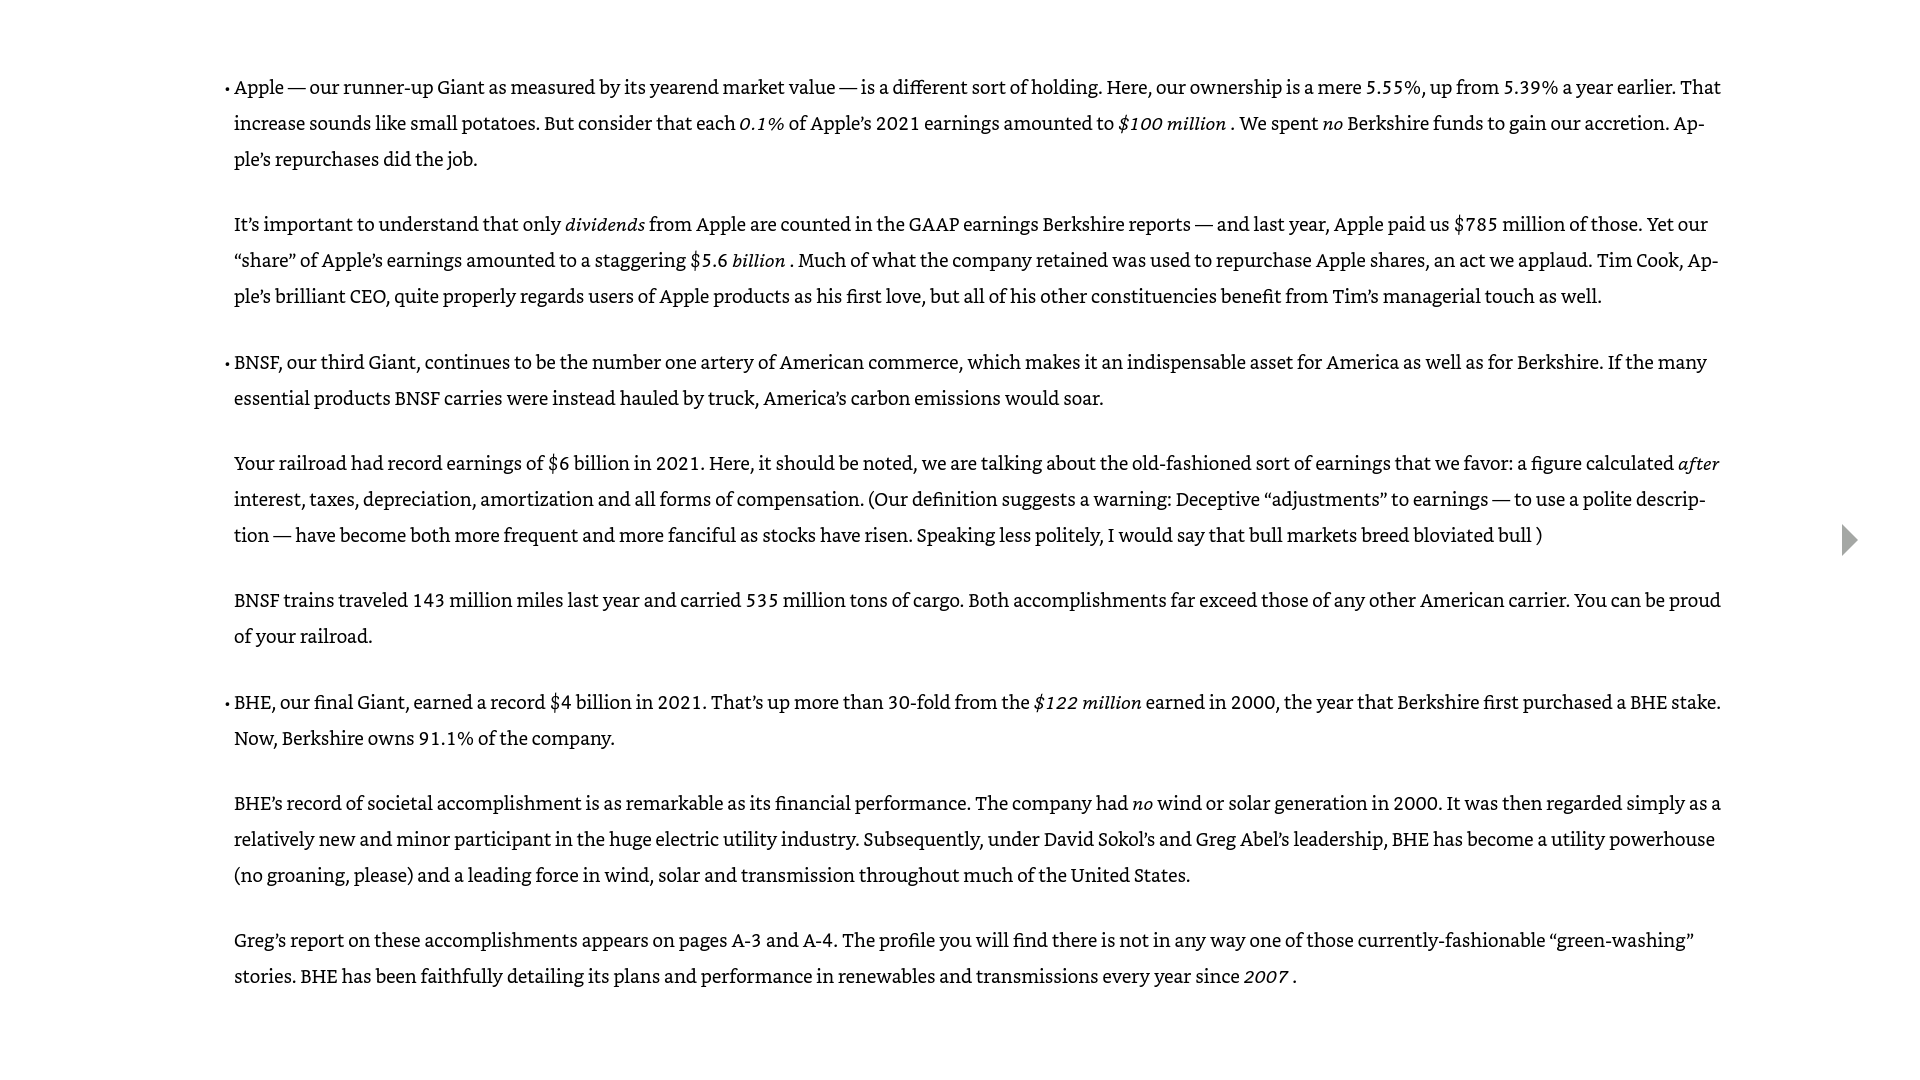 • Apple — our runner-up Giant as measured by its yearend market value — is a different sort of holding. Here, our ownership is a mere 5.55%, up from 5.39% a year earlier. That
increase sounds like small potatoes. But consider that each 0.1% of Apple’s 2021 earnings amounted to $100 million . We spent no Berkshire funds to gain our accretion. Ap-
ple’s repurchases did the job.
It’s important to understand that only dividends from Apple are counted in the GAAP earnings Berkshire reports — and last year, Apple paid us $785 million of those. Yet our
“share” of Apple’s earnings amounted to a staggering $5.6 billion . Much of what the company retained was used to repurchase Apple shares, an act we applaud. Tim Cook, Ap-
ple’s brilliant CEO, quite properly regards users of Apple products as his first love, but all of his other constituencies benefit from Tim’s managerial touch as well.
• BNSF, our third Giant, continues to be the number one artery of American commerce, which makes it an indispensable asset for America as well as for Berkshire. If the many
essential products BNSF carries were instead hauled by truck, America’s carbon emissions would soar.
Your railroad had record earnings of $6 billion in 2021. Here, it should be noted, we are talking about the old-fashioned sort of earnings that we favor: a figure calculated after
interest, taxes, depreciation, amortization and all forms of compensation. (Our definition suggests a warning: Deceptive “adjustments” to earnings — to use a polite descrip-
tion — have become both more frequent and more fanciful as stocks have risen. Speaking less politely, I would say that bull markets breed bloviated bull )
BNSF trains traveled 143 million miles last year and carried 535 million tons of cargo. Both accomplishments far exceed those of any other American carrier. You can be proud
of your railroad.
• BHE, our final Giant, earned a record $4 billion in 2021. That’s up more than 30-fold from the $122 million earned in 2000, the year that Berkshire first purchased a BHE stake.
Now, Berkshire owns 91.1% of the company.
BHE’s record of societal accomplishment is as remarkable as its financial performance. The company had no wind or solar generation in 2000. It was then regarded simply as a
relatively new and minor participant in the huge electric utility industry. Subsequently, under David Sokol’s and Greg Abel’s leadership, BHE has become a utility powerhouse
(no groaning, please) and a leading force in wind, solar and transmission throughout much of the United States.
Greg’s report on these accomplishments appears on pages A-3 and A-4. The profile you will find there is not in any way one of those currently-fashionable “green-washing”
stories. BHE has been faithfully detailing its plans and performance in renewables and transmissions every year since 2007 .